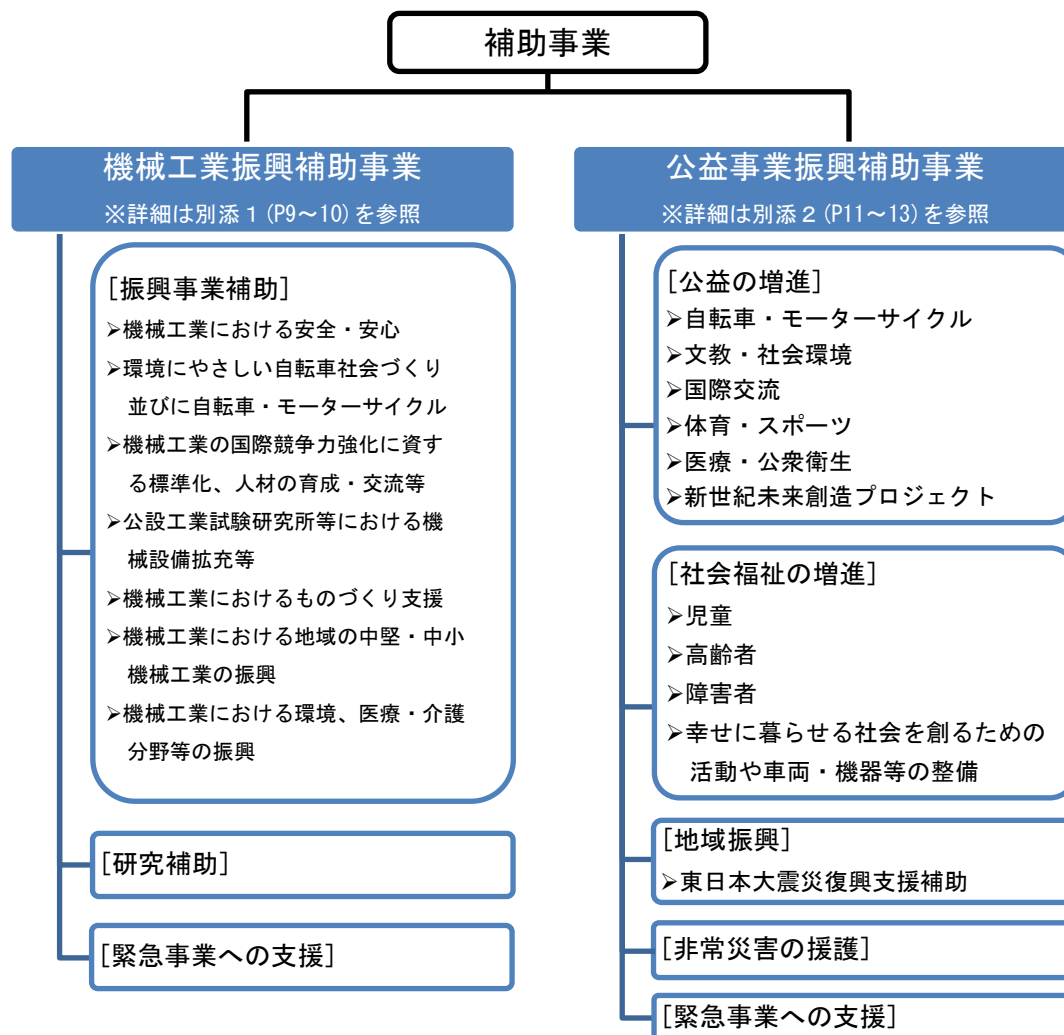 補助事業
機械工業振興補助事業
※詳細は別添１(P9～10)を参照
[振興事業補助]
➢機械工業における安全・安心
➢環境にやさしい自転車社会づくり
並びに自転車・モーターサイクル
➢機械工業の国際競争力強化に資す
る標準化、人材の育成・交流等
➢公設工業試験研究所等における機
械設備拡充等
➢機械工業におけるものづくり支援
➢機械工業における地域の中堅・中小
機械工業の振興
➢機械工業における環境、医療・介護
分野等の振興
[研究補助]
[緊急事業への支援]
公益事業振興補助事業
※詳細は別添２(P11～13)を参照
[公益の増進]
➢自転車・モーターサイクル
➢文教・社会環境
➢国際交流
➢体育・スポーツ
➢医療・公衆衛生
➢新世紀未来創造プロジェクト
[社会福祉の増進]
➢児童
➢高齢者
➢障害者
➢幸せに暮らせる社会を創るための
活動や車両・機器等の整備
[地域振興]
➢東日本大震災復興支援補助
[非常災害の援護]
[緊急事業への支援]